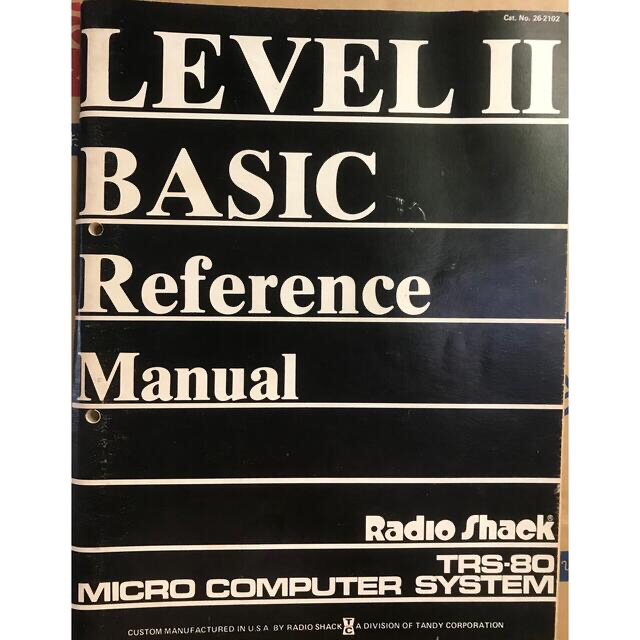 Cat. No. 26-2102
LEVEL II
BASIC
Reference
Manual
Radio Shack®
TRS-80
MICRO COMPUTER SYSTEM
CUSTOM MANUFACTURED IN U.S.A BY RADIO SHACK TC A DIVISION OF TANDY CORPORATION